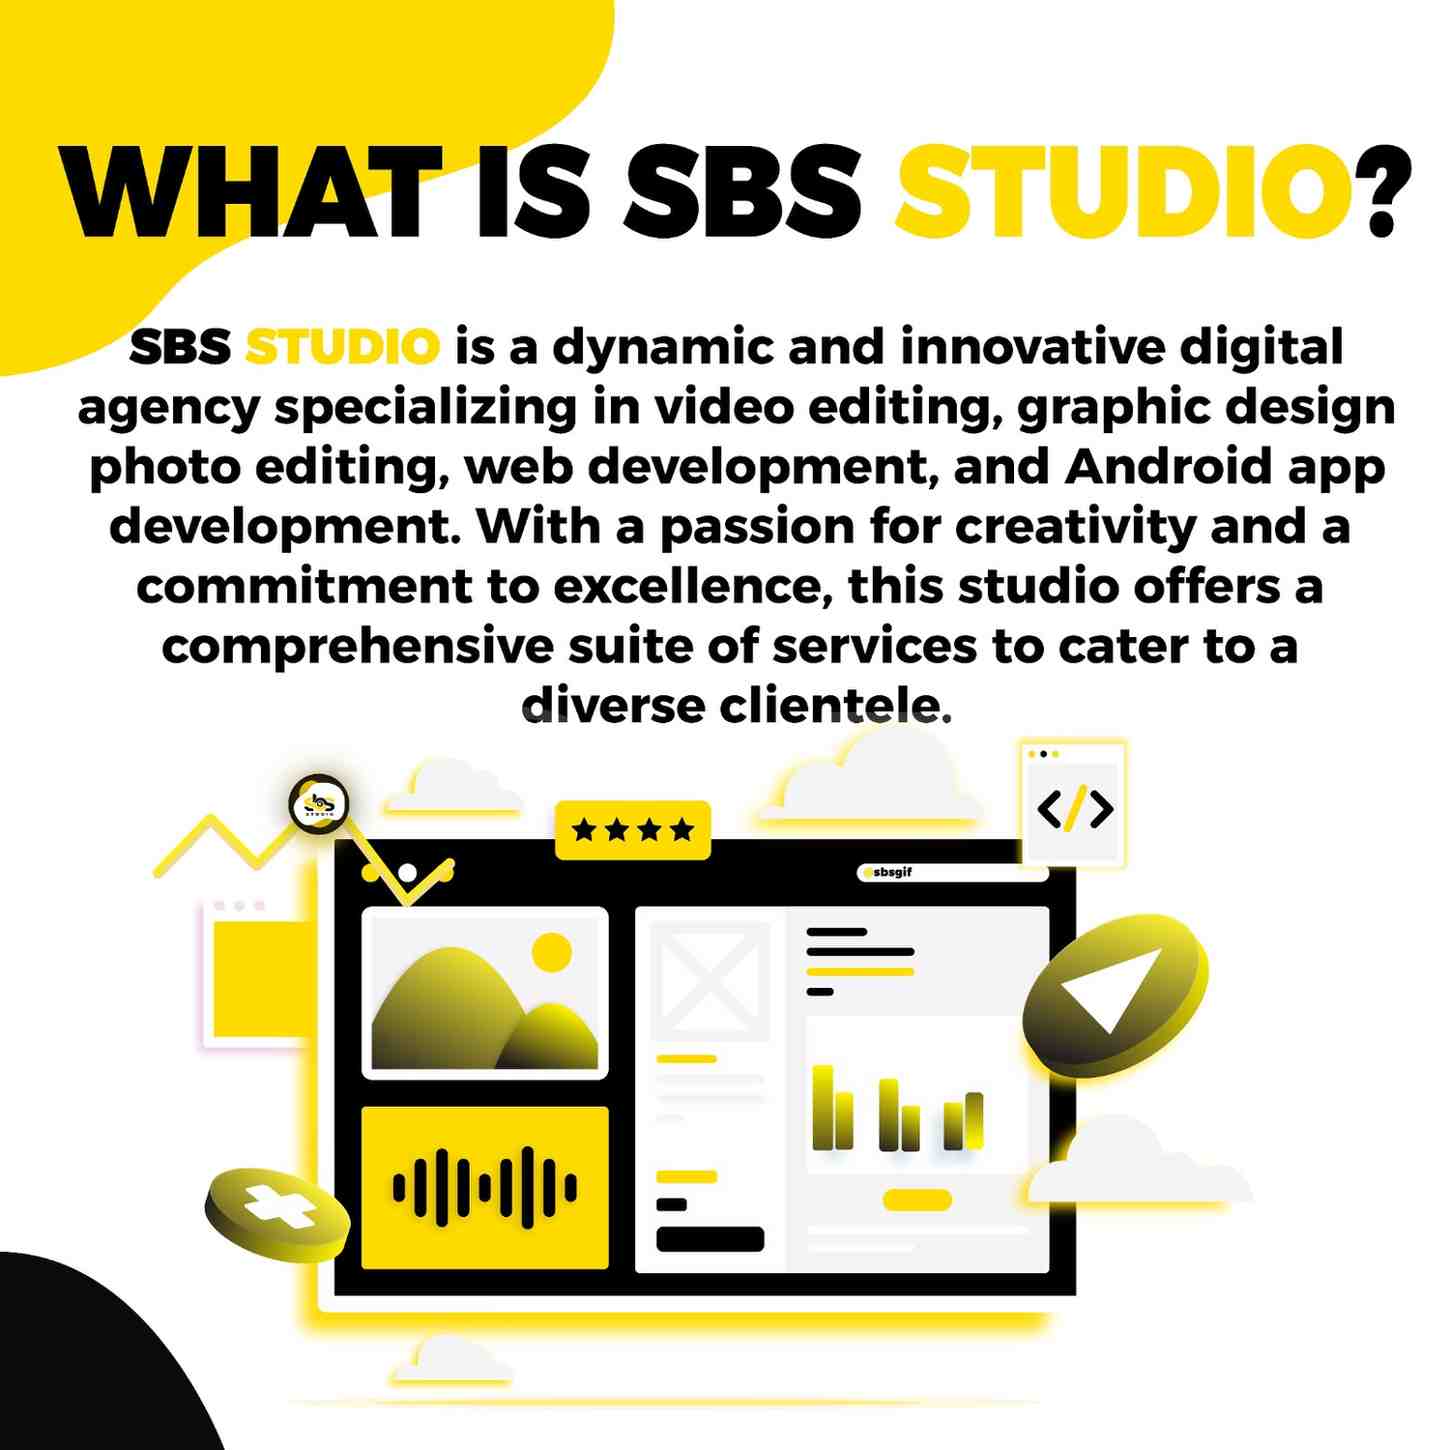 WHAT IS SBS STUDIO?
SBS STUDIO is a dynamic and innovative digital
agency specializing in video editing, graphic design
photo editing, web development, and Android app
development. With a passion for creativity and a
commitment to excellence, this studio offers a
comprehensive suite of services to cater to a
diverse clientele.
</>
sbs
STUDIO
sbsgif